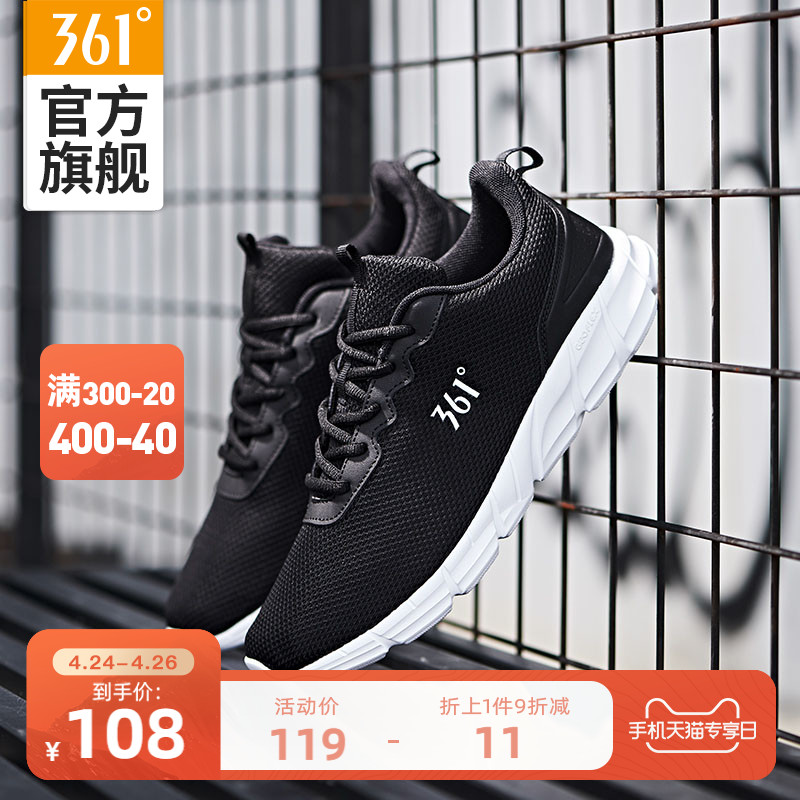 361°
官方
旗舰
满300-20
400-40
361°
4.24-4.26
到手价:
¥108
活动价
119
-
折上1件9折减
11
手机天猫专享日